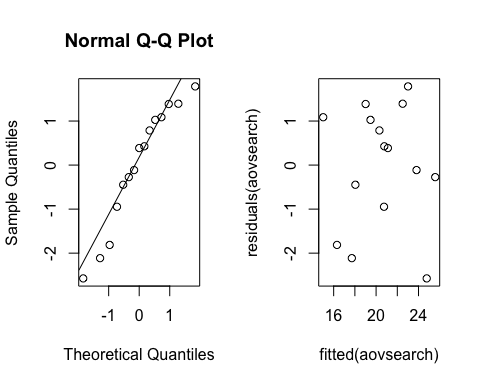 Normal Q-Q Plot
Sample Quantiles
-2 -1 0 1
-1 0 1
Theoretical Quantiles
residuals(aovsearch)
-2 -1 0 1
16 20 24
fitted(aovsearch)